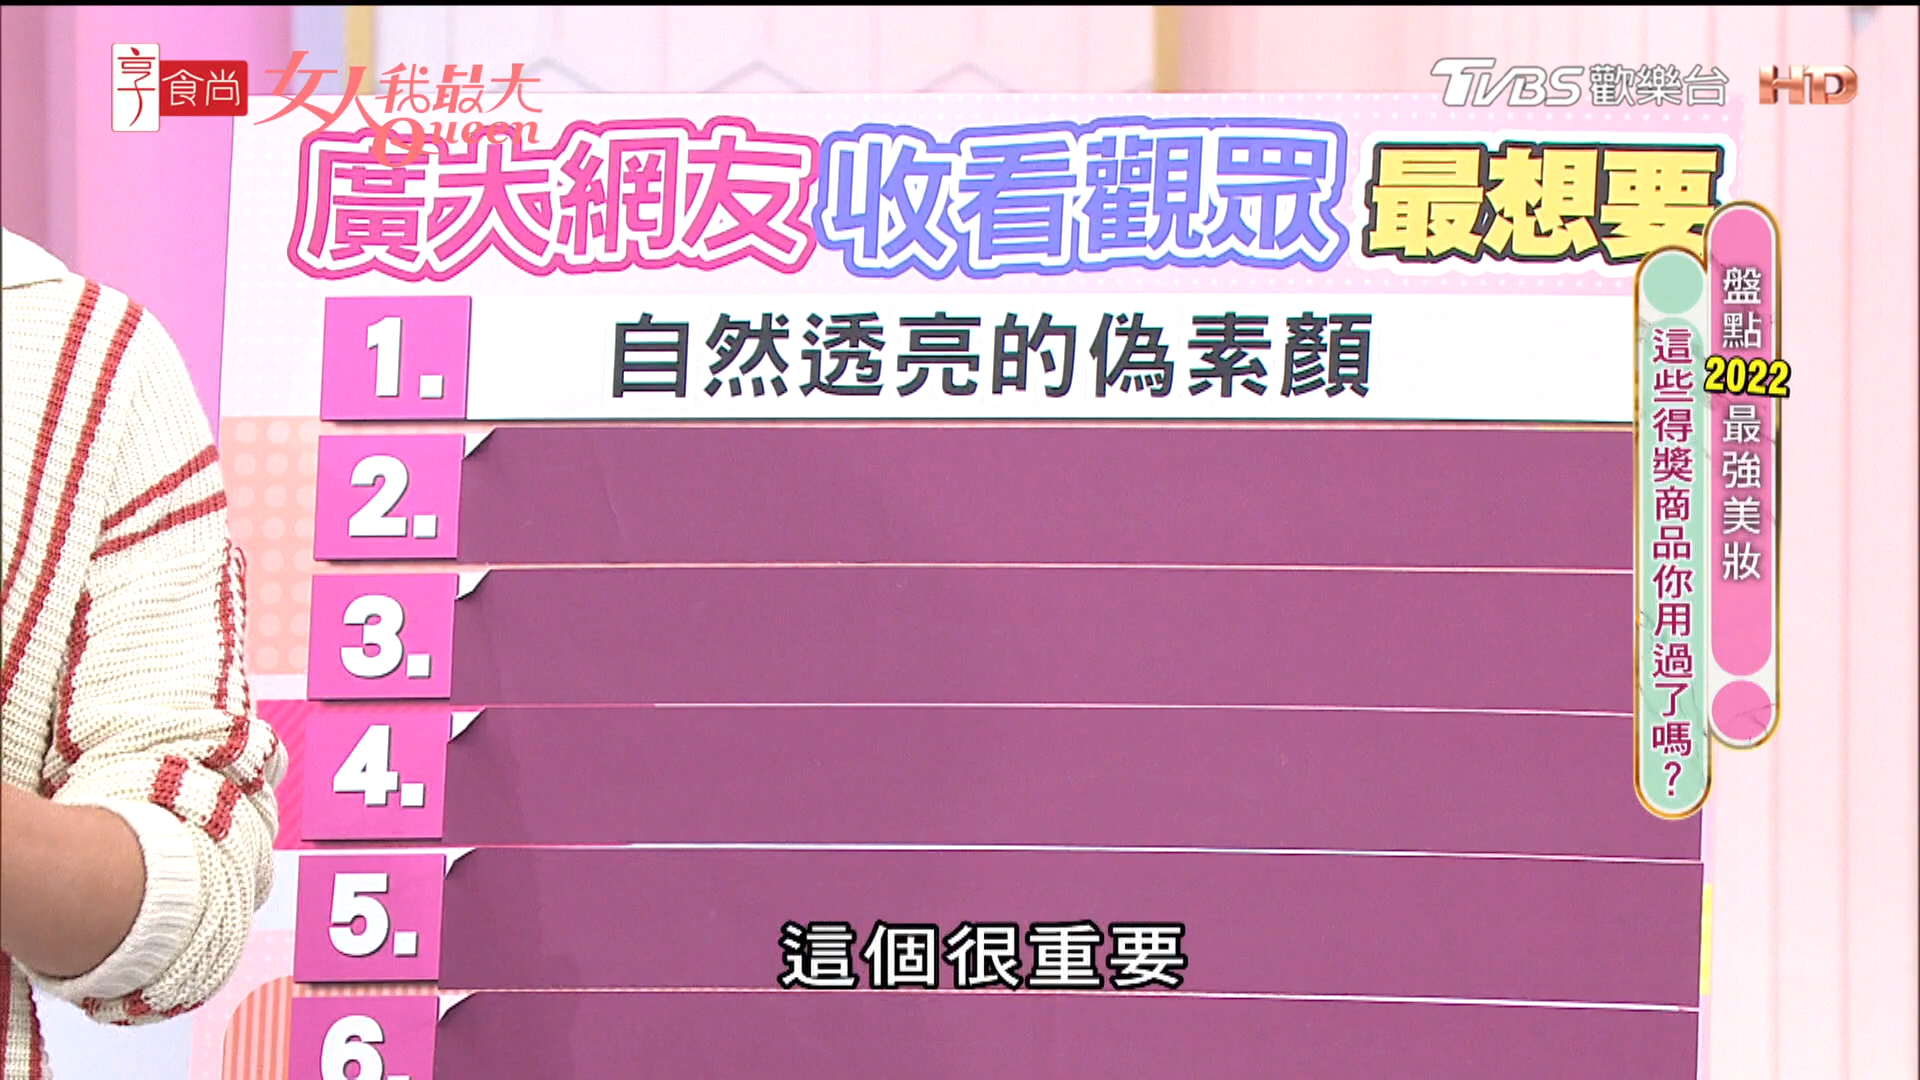 享食尚
女人我最大
Queen
TVBS歡樂台 HD
廣大網友 收看觀眾 最想要
1. 自然透亮的偽素顏
2.
3.
4.
5.
6.
盤點2022最強美妝
這些得獎商品你用過了嗎？
這個很重要